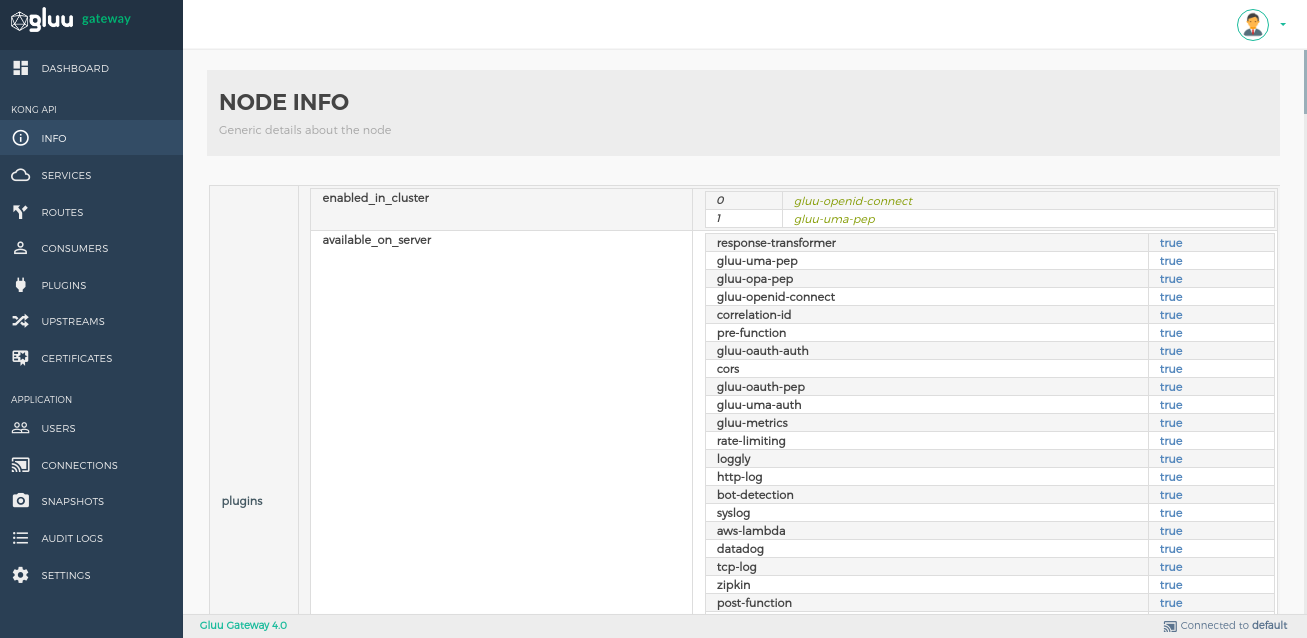 gluu gateway
DASHBOARD
KONG API
INFO
SERVICES
ROUTES
CONSUMERS
PLUGINS
UPSTREAMS
CERTIFICATES
APPLICATION
USERS
CONNECTIONS
SNAPSHOTS
AUDIT LOGS
SETTINGS
NODE INFO
Generic details about the node
plugins
enabled_in_cluster
0 gluu-openid-connect
1 gluu-uma-pep
available_on_server
response-transformer true
gluu-uma-pep true
gluu-opa-pep true
gluu-openid-connect true
correlation-id true
pre-function true
gluu-oauth-auth true
cors true
gluu-oauth-pep true
gluu-uma-auth true
gluu-metrics true
rate-limiting true
loggly true
http-log true
bot-detection true
syslog true
aws-lambda true
datadog true
tcp-log true
zipkin true
post-function true
Gluu Gateway 4.0
Connected to default